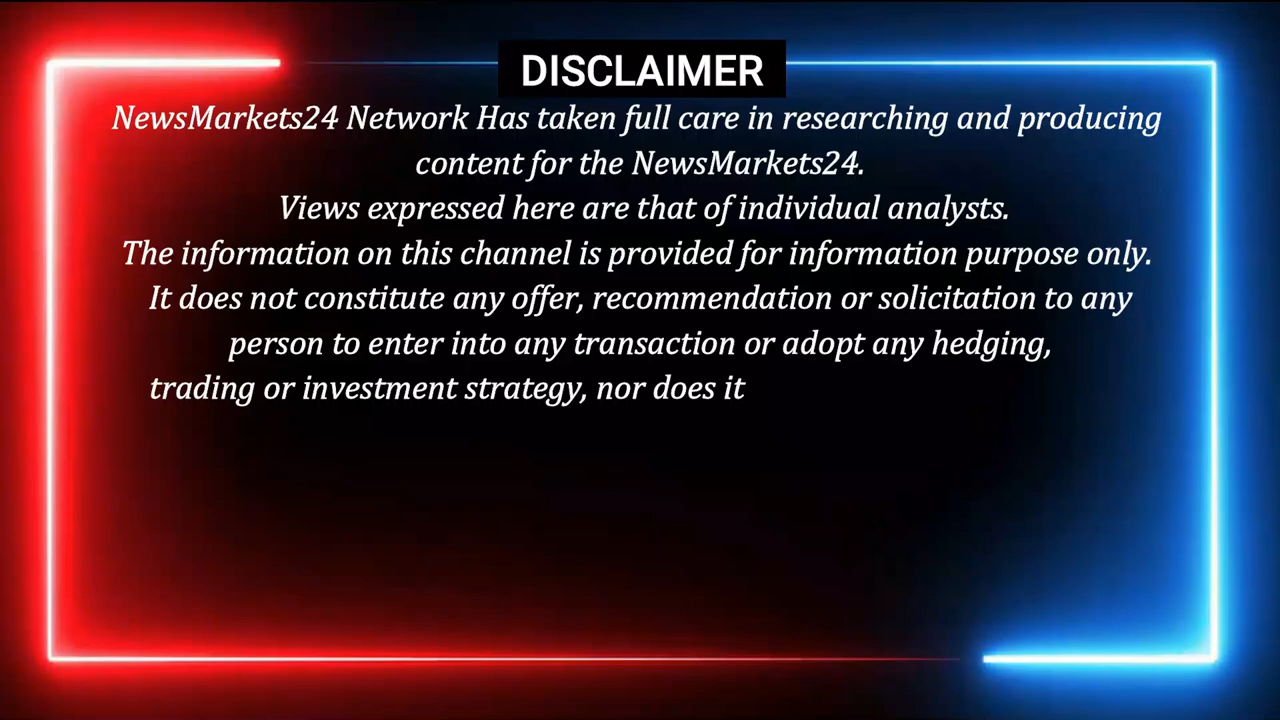 DISCLAIMER
NewsMarkets24 Network Has taken full care in researching and producing
content for the NewsMarkets24.
Views expressed here are that of individual analysts.
The information on this channel is provided for information purpose only.
It does not constitute any offer, recommendation or solicitation to any
person to enter into any transaction or adopt any hedging,
trading or investment strategy, nor does it